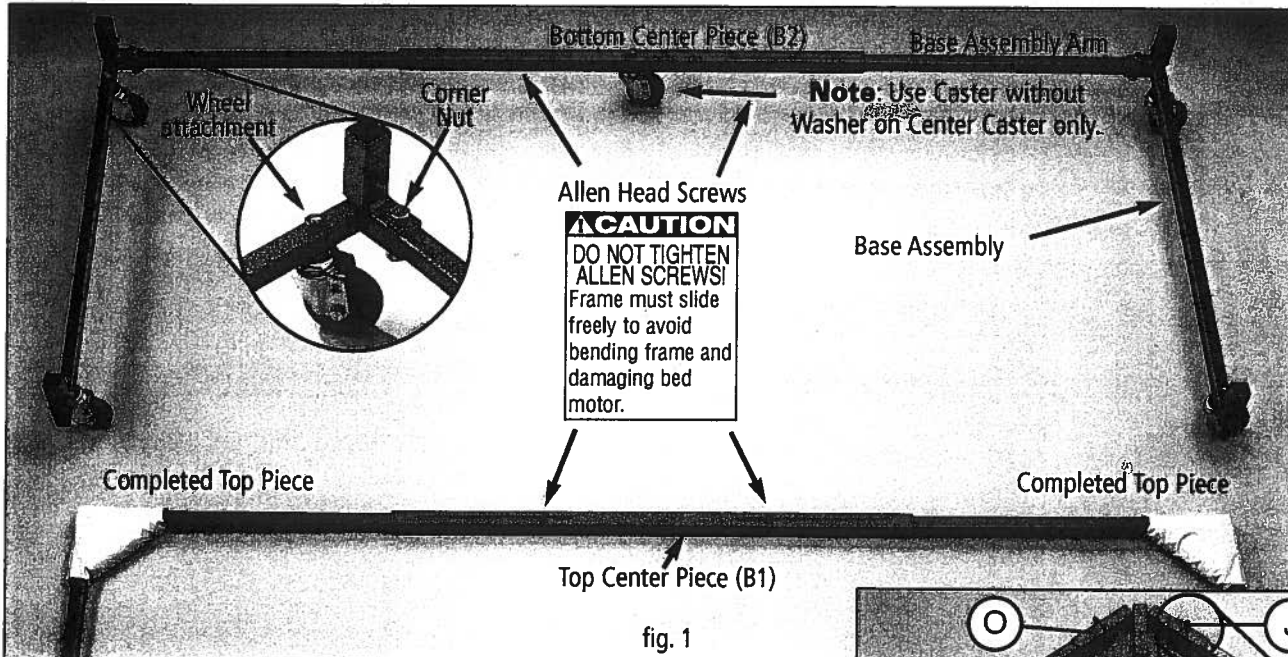 Bottom Center Piece (B2)
Base Assembly Arm
Wheel
attachment
Corner
Nut
Note: Use Caster without
Washer on Center Caster only.
Allen Head Screws
CAUTION
DO NOT TIGHTEN
ALLEN SCREWS!
Frame must slide
freely to avoid
bending frame and
damaging bed
motor.
Base Assembly
Completed Top Piece
Completed Top Piece
Top Center Piece (B1)
fig. 1
O